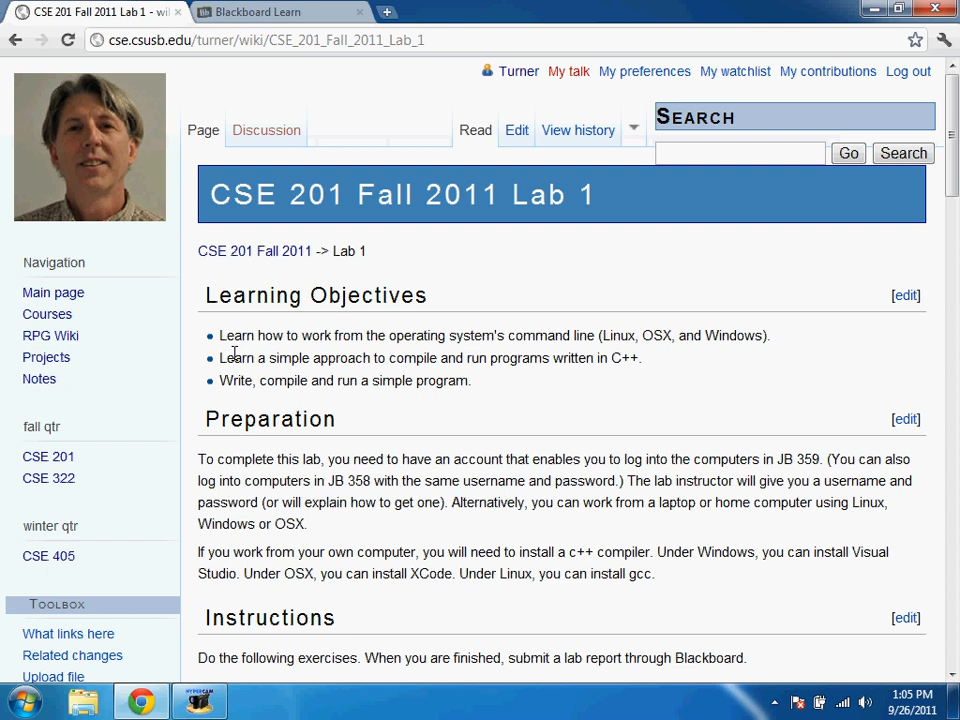 CSE 201 Fall 2011 Lab 1 - wi
Blackboard Learn
cse.csusb.edu/turner/wiki/CSE_201_Fall_2011_Lab_1
Turner My talk My preferences My watchlist My contributions Log out
Page Discussion Read Edit View history
Search
Go Search
CSE 201 Fall 2011 Lab 1
CSE 201 Fall 2011 -> Lab 1
Navigation
Main page
Courses
RPG Wiki
Projects
Notes
fall qtr
CSE 201
CSE 322
winter qtr
CSE 405
Toolbox
What links here
Related changes
Upload file
Learning Objectives [edit]
Learn how to work from the operating system's command line (Linux, OSX, and Windows).
Learn a simple approach to compile and run programs written in C++.
Write, compile and run a simple program.
Preparation [edit]
To complete this lab, you need to have an account that enables you to log into the computers in JB 359. (You can also
log into computers in JB 358 with the same username and password.) The lab instructor will give you a username and
password (or will explain how to get one). Alternatively, you can work from a laptop or home computer using Linux,
Windows or OSX.
If you work from your own computer, you will need to install a c++ compiler. Under Windows, you can install Visual
Studio. Under OSX, you can install XCode. Under Linux, you can install gcc.
Instructions [edit]
Do the following exercises. When you are finished, submit a lab report through Blackboard.
HYPERCAM
1:05 PM
9/26/2011